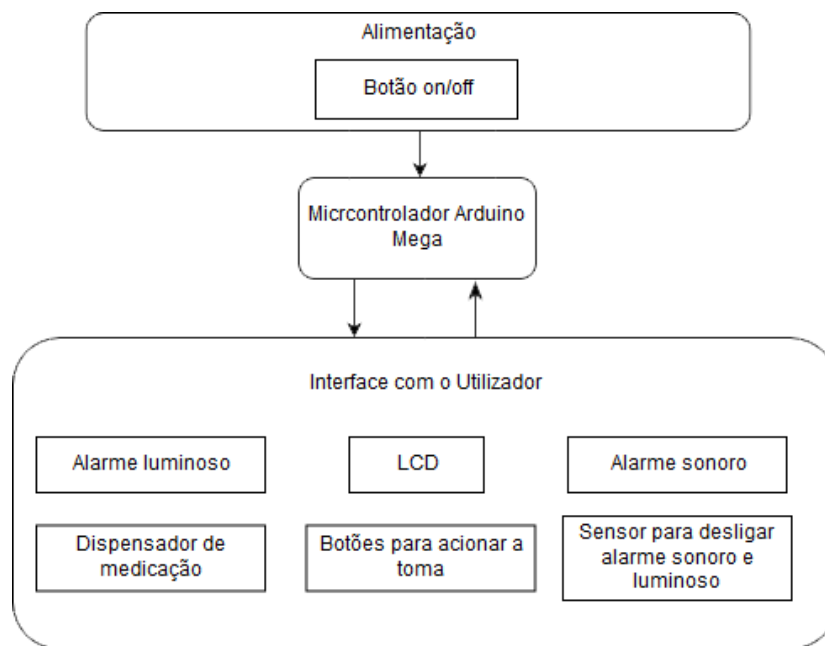 Alimentação
Botão on/off
Micrcontrolador Arduino
Mega
Interface com o Utilizador
Alarme luminoso
LCD
Alarme sonoro
Dispensador de
medicação
Botões para acionar a
toma
Sensor para desligar
alarme sonoro e
luminoso